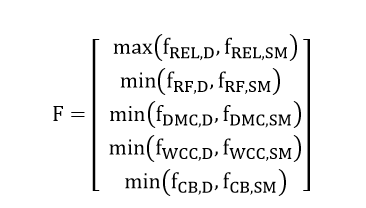 max(f_REL,D, f_REL,SM)
min(f_RF,D, f_RF,SM)
F = min(f_DMC,D, f_DMC,SM)
min(f_WCC,D, f_WCC,SM)
min(f_CB,D, f_CB,SM)